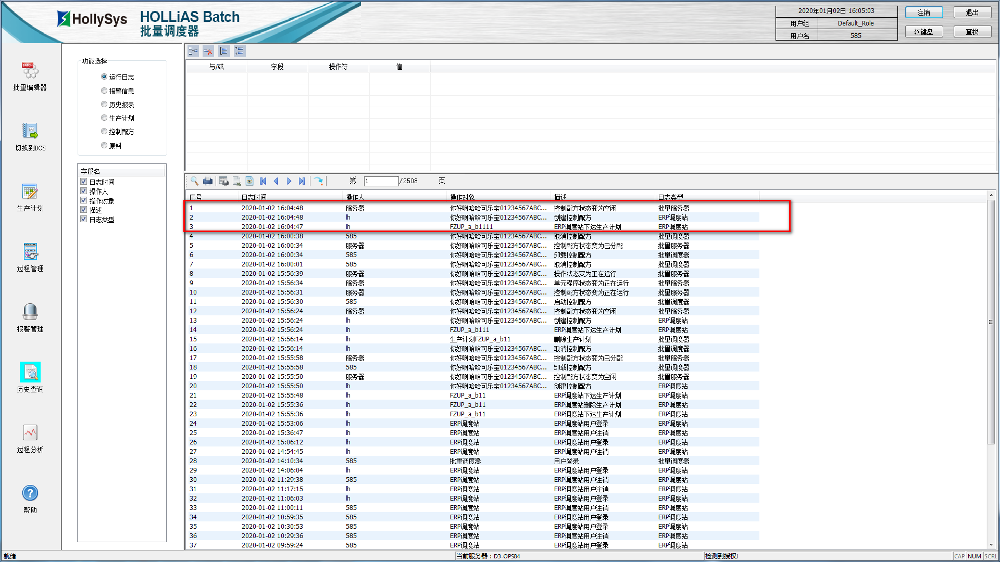 HollySys
HOLLiAS Batch
批量调度器
2020年01月02日 16:05:03
用户组 Default_Role
用户名 585
注销 退出
软键盘 查找
批量编辑器
切换到DCS
生产计划
过程管理
报警管理
历史查询
过程分析
帮助
功能选择
运行日志
报警信息
历史报表
生产计划
控制配方
原料
字段名
日志时间
操作人
操作对象
描述
日志类型
与/或 字段 操作符 值
第 1 /2508 页
序号 日志时间 操作人 操作对象 描述 日志类型
1 2020-01-02 16:04:48 服务器 你好啊哈哈可乐宝01234567ABC... 控制配方状态变为空闲 批量服务器
2 2020-01-02 16:04:48 lh 你好啊哈哈可乐宝01234567ABC... 创建控制配方 ERP调度站
3 2020-01-02 16:04:47 lh FZUP_a_b1111 ERP调度站下达生产计划 ERP调度站
4 2020-01-02 16:00:38 585 你好啊哈哈可乐宝01234567ABC... 取消控制配方 批量调度器
5 2020-01-02 16:00:34 服务器 你好啊哈哈可乐宝01234567ABC... 控制配方状态变为已分配 批量服务器
6 2020-01-02 16:00:34 585 你好啊哈哈可乐宝01234567ABC... 卸载控制配方 批量调度器
7 2020-01-02 16:00:01 585 你好啊哈哈可乐宝01234567ABC... 取消控制配方 批量调度器
8 2020-01-02 15:56:39 服务器 你好啊哈哈可乐宝01234567ABC... 操作状态变为正在运行 批量服务器
9 2020-01-02 15:56:34 服务器 你好啊哈哈可乐宝01234567ABC... 单元程序状态变为正在运行 批量服务器
10 2020-01-02 15:56:31 服务器 你好啊哈哈可乐宝01234567ABC... 控制配方状态变为正在运行 批量服务器
11 2020-01-02 15:56:30 585 你好啊哈哈可乐宝01234567ABC... 启动控制配方 批量调度器
12 2020-01-02 15:56:24 服务器 你好啊哈哈可乐宝01234567ABC... 控制配方状态变为空闲 批量服务器
13 2020-01-02 15:56:24 lh 你好啊哈哈可乐宝01234567ABC... 创建控制配方 ERP调度站
14 2020-01-02 15:56:24 lh FZUP_a_b111 ERP调度站下达生产计划 ERP调度站
15 2020-01-02 15:56:14 lh 生产计划FZUP_a_b11 删除生产计划 批量调度器
16 2020-01-02 15:56:14 lh 你好啊哈哈可乐宝01234567ABC... 取消控制配方 批量调度器
17 2020-01-02 15:55:58 服务器 你好啊哈哈可乐宝01234567ABC... 控制配方状态变为已分配 批量服务器
18 2020-01-02 15:55:58 585 你好啊哈哈可乐宝01234567ABC... 卸载控制配方 批量调度器
19 2020-01-02 15:55:50 服务器 你好啊哈哈可乐宝01234567ABC... 控制配方状态变为空闲 批量服务器
20 2020-01-02 15:55:50 lh 你好啊哈哈可乐宝01234567ABC... 创建控制配方 ERP调度站
21 2020-01-02 15:55:48 lh FZUP_a_b11 ERP调度站下达生产计划 ERP调度站
22 2020-01-02 15:55:36 lh FZUP_a_b11 ERP调度站删除生产计划 ERP调度站
23 2020-01-02 15:55:36 lh FZUP_a_b11 ERP调度站下达生产计划 ERP调度站
24 2020-01-02 15:53:06 lh ERP调度站 ERP调度站用户登录 ERP调度站
25 2020-01-02 15:36:47 lh ERP调度站 ERP调度站用户注销 ERP调度站
26 2020-01-02 15:06:12 lh ERP调度站 ERP调度站用户登录 ERP调度站
27 2020-01-02 14:54:45 lh ERP调度站 ERP调度站用户注销 ERP调度站
28 2020-01-02 14:10:34 585 批量调度器 用户登录 批量调度器
29 2020-01-02 14:06:04 lh ERP调度站 ERP调度站用户登录 ERP调度站
30 2020-01-02 11:29:38 585 ERP调度站 ERP调度站用户注销 ERP调度站
31 2020-01-02 11:17:15 lh ERP调度站 ERP调度站用户注销 ERP调度站
32 2020-01-02 11:06:03 lh ERP调度站 ERP调度站用户登录 ERP调度站
33 2020-01-02 11:00:11 585 ERP调度站 ERP调度站用户注销 ERP调度站
34 2020-01-02 10:59:35 585 ERP调度站 ERP调度站用户登录 ERP调度站
35 2020-01-02 10:30:53 585 ERP调度站 ERP调度站用户登录 ERP调度站
36 2020-01-02 10:29:36 585 ERP调度站 ERP调度站用户注销 ERP调度站
37 2020-01-02 09:59:24 585 ERP调度站 ERP调度站用户登录 ERP调度站
就绪 当前服务器：D3-OPS84 检测到授权! CAP NUM SCRL